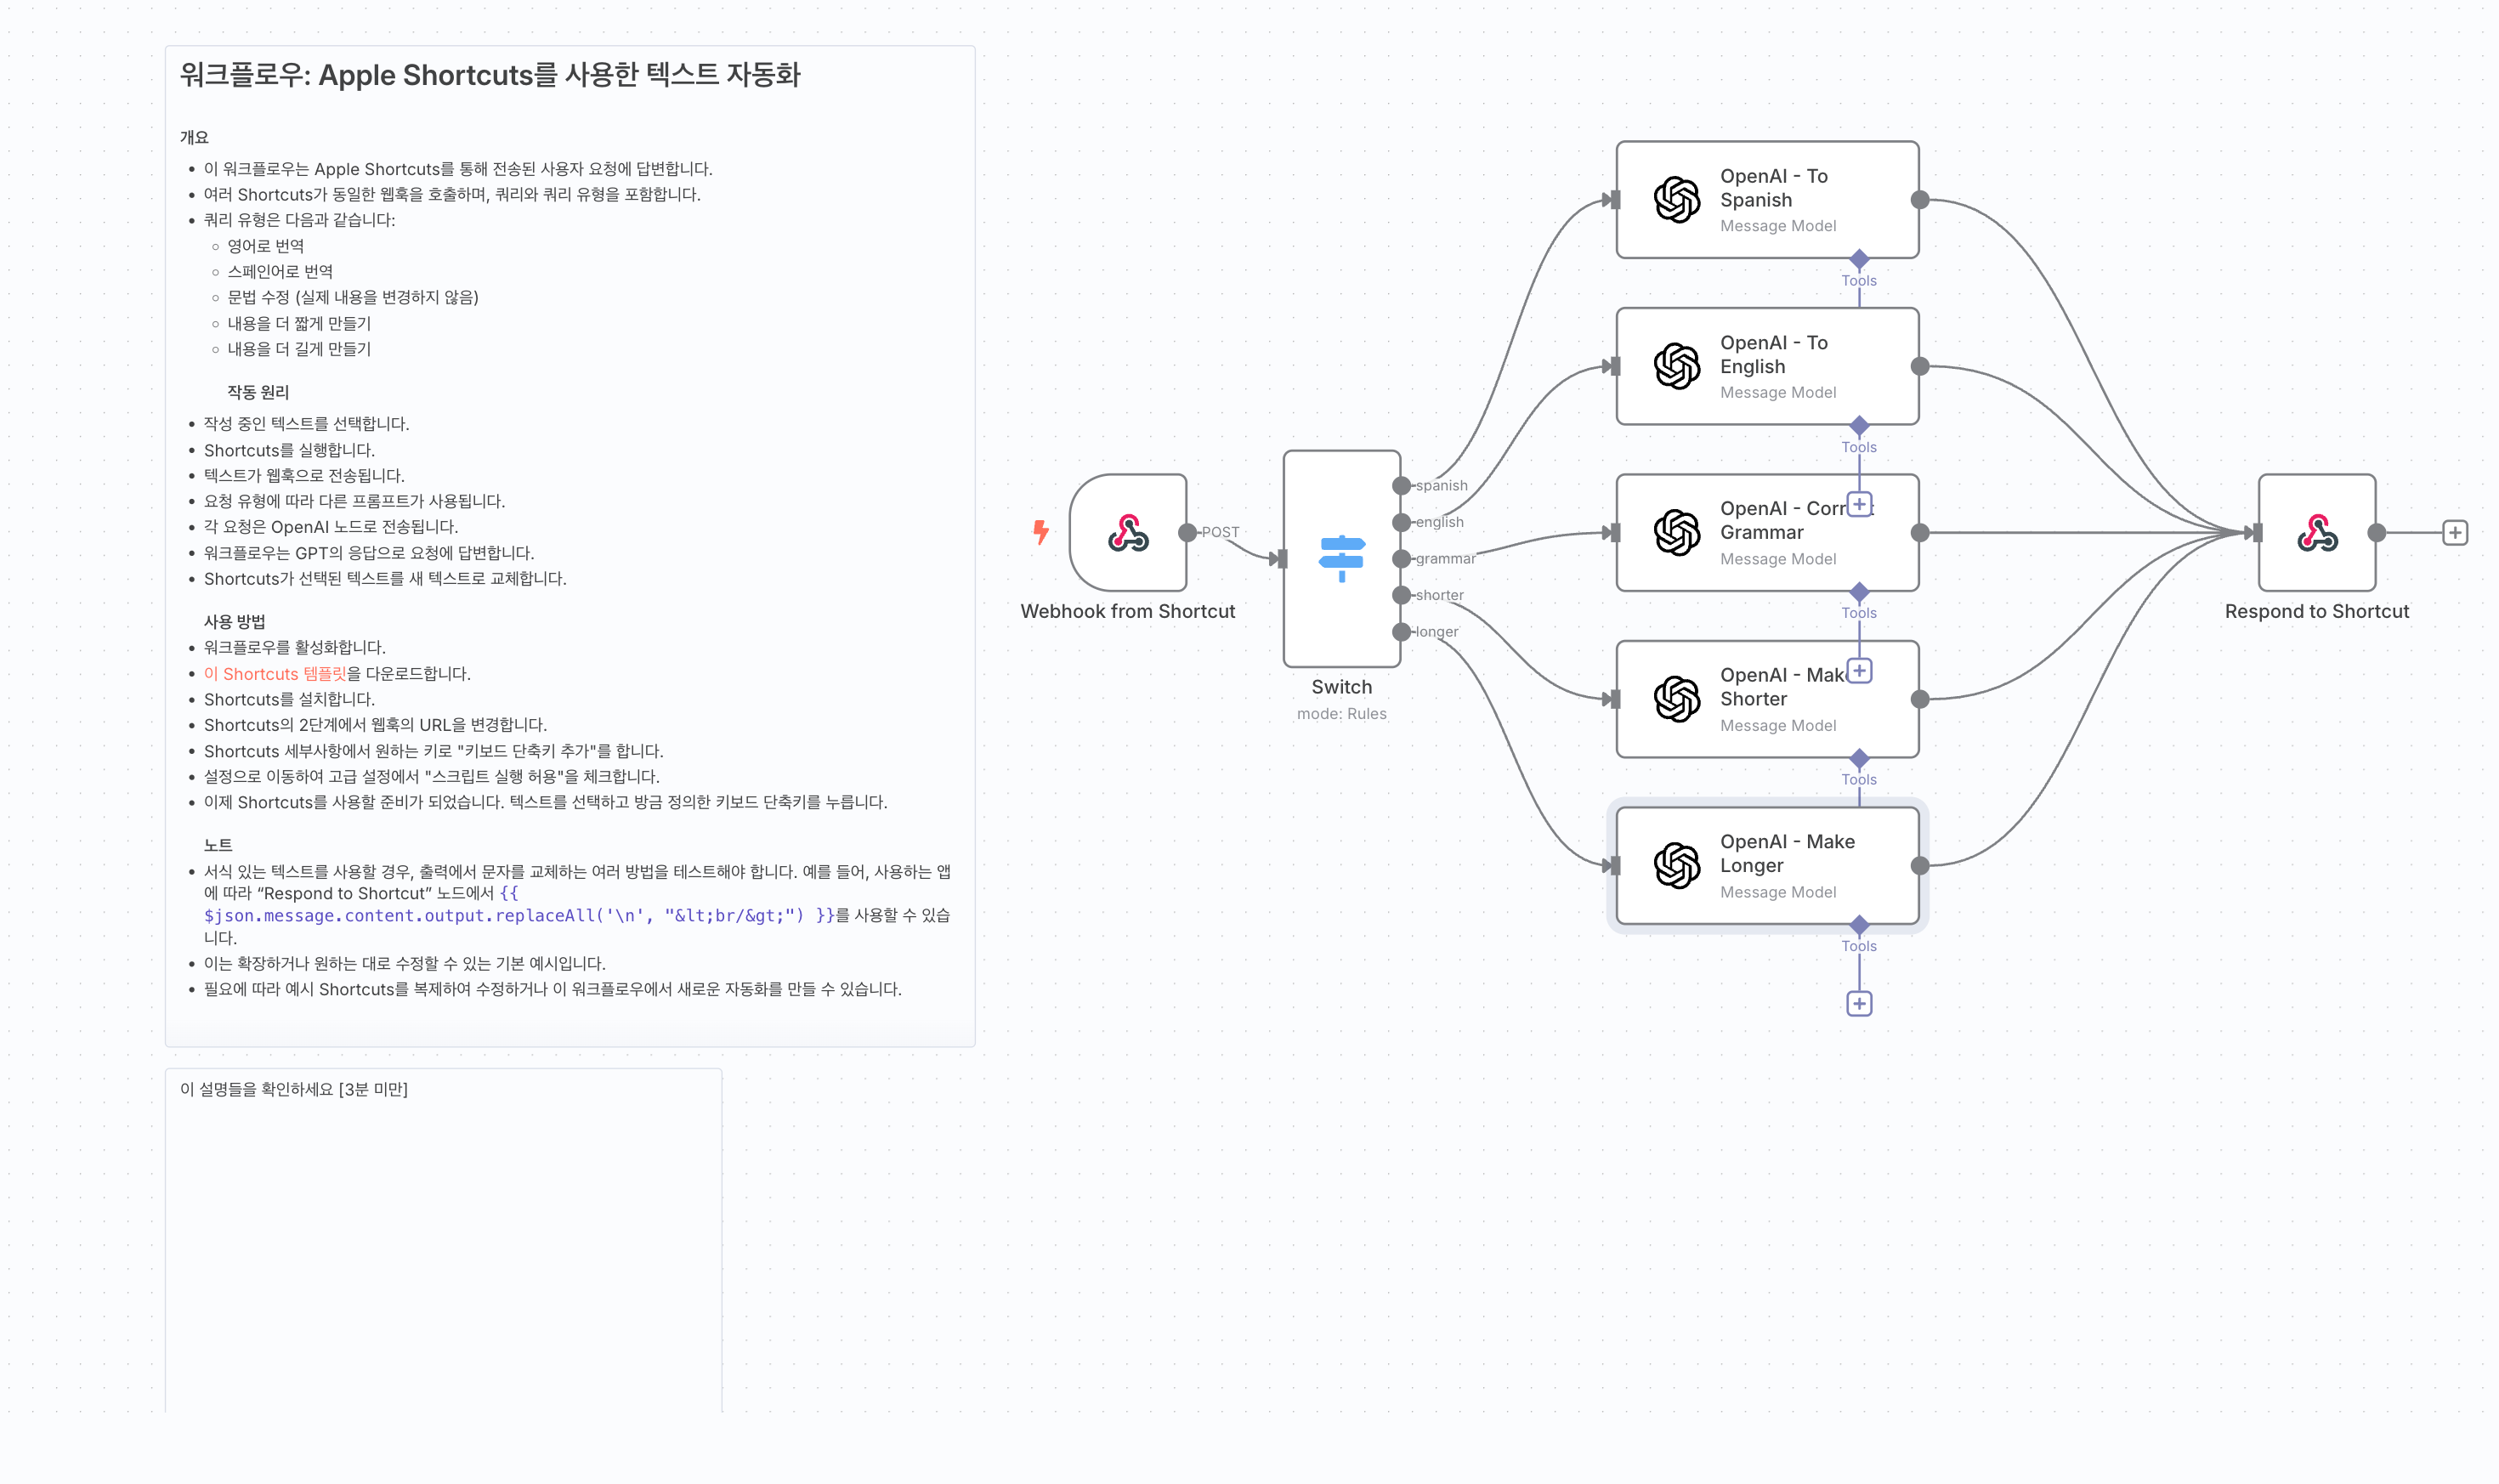 워크플로우: Apple Shortcuts를 사용한 텍스트 자동화
개요
이 워크플로우는 Apple Shortcuts를 통해 전송된 사용자 요청에 답변합니다.
여러 Shortcuts가 동일한 웹훅을 호출하며, 쿼리와 쿼리 유형을 포함합니다.
쿼리 유형은 다음과 같습니다:
영어로 번역
스페인어로 번역
문법 수정 (실제 내용을 변경하지 않음)
내용을 더 짧게 만들기
내용을 더 길게 만들기
작동 원리
작성 중인 텍스트를 선택합니다.
Shortcuts를 실행합니다.
텍스트가 웹훅으로 전송됩니다.
요청 유형에 따라 다른 프롬프트가 사용됩니다.
각 요청은 OpenAI 노드로 전송됩니다.
워크플로우는 GPT의 응답으로 요청에 답변합니다.
Shortcuts가 선택된 텍스트를 새 텍스트로 교체합니다.
사용 방법
워크플로우를 활성화합니다.
이 Shortcuts 템플릿을 다운로드합니다.
Shortcuts를 설치합니다.
Shortcuts의 2단계에서 웹훅의 URL을 변경합니다.
Shortcuts 세부사항에서 원하는 키로 "키보드 단축키 추가"를 합니다.
설정으로 이동하여 고급 설정에서 "스크립트 실행 허용"을 체크합니다.
이제 Shortcuts를 사용할 준비가 되었습니다. 텍스트를 선택하고 방금 정의한 키보드 단축키를 누릅니다.
노트
서식 있는 텍스트를 사용할 경우, 출력에서 문자를 교체하는 여러 방법을 테스트해야 합니다. 예를 들어, 사용하는 앱
에 따라 “Respond to Shortcut” 노드에서 {{
$json.message.content.output.replaceAll('\n', "&lt;br/&gt;") }}를 사용할 수 있습
니다.
이는 확장하거나 원하는 대로 수정할 수 있는 기본 예시입니다.
필요에 따라 예시 Shortcuts를 복제하여 수정하거나 이 워크플로우에서 새로운 자동화를 만들 수 있습니다.
이 설명들을 확인하세요 [3분 미만]
POST
Webhook from Shortcut
spanish
english
grammar
shorter
longer
Switch
mode: Rules
OpenAI - To
Spanish
Message Model
Tools
OpenAI - To
English
Message Model
Tools
OpenAI -
Grammar
Message Model
Tools
OpenAI -
Shorter
Message Model
Tools
OpenAI - Make
Longer
Message Model
Tools
Respond to Shortcut